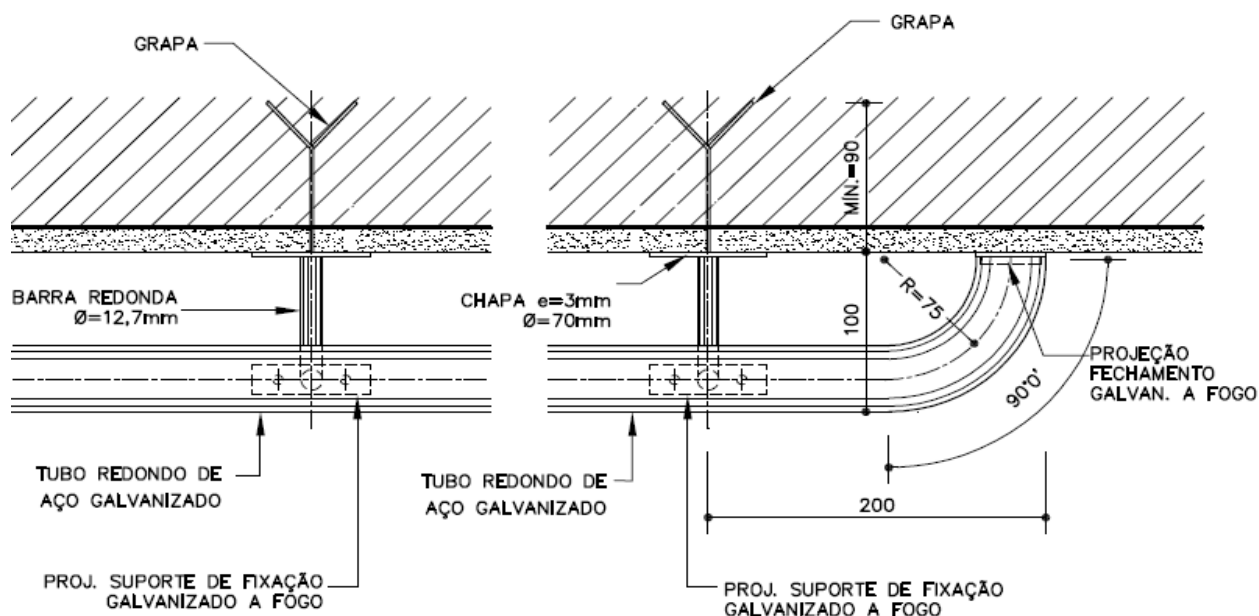 GRAPA
GRAPA
MÍN.=90
BARRA REDONDA
Ø=12,7mm
CHAPA e=3mm
Ø=70mm
100
R=75
PROJEÇÃO
FECHAMENTO
GALVAN. A FOGO
90°0'
TUBO REDONDO DE
AÇO GALVANIZADO
TUBO REDONDO DE
AÇO GALVANIZADO
200
PROJ. SUPORTE DE FIXAÇÃO
GALVANIZADO A FOGO
PROJ. SUPORTE DE FIXAÇÃO
GALVANIZADO A FOGO